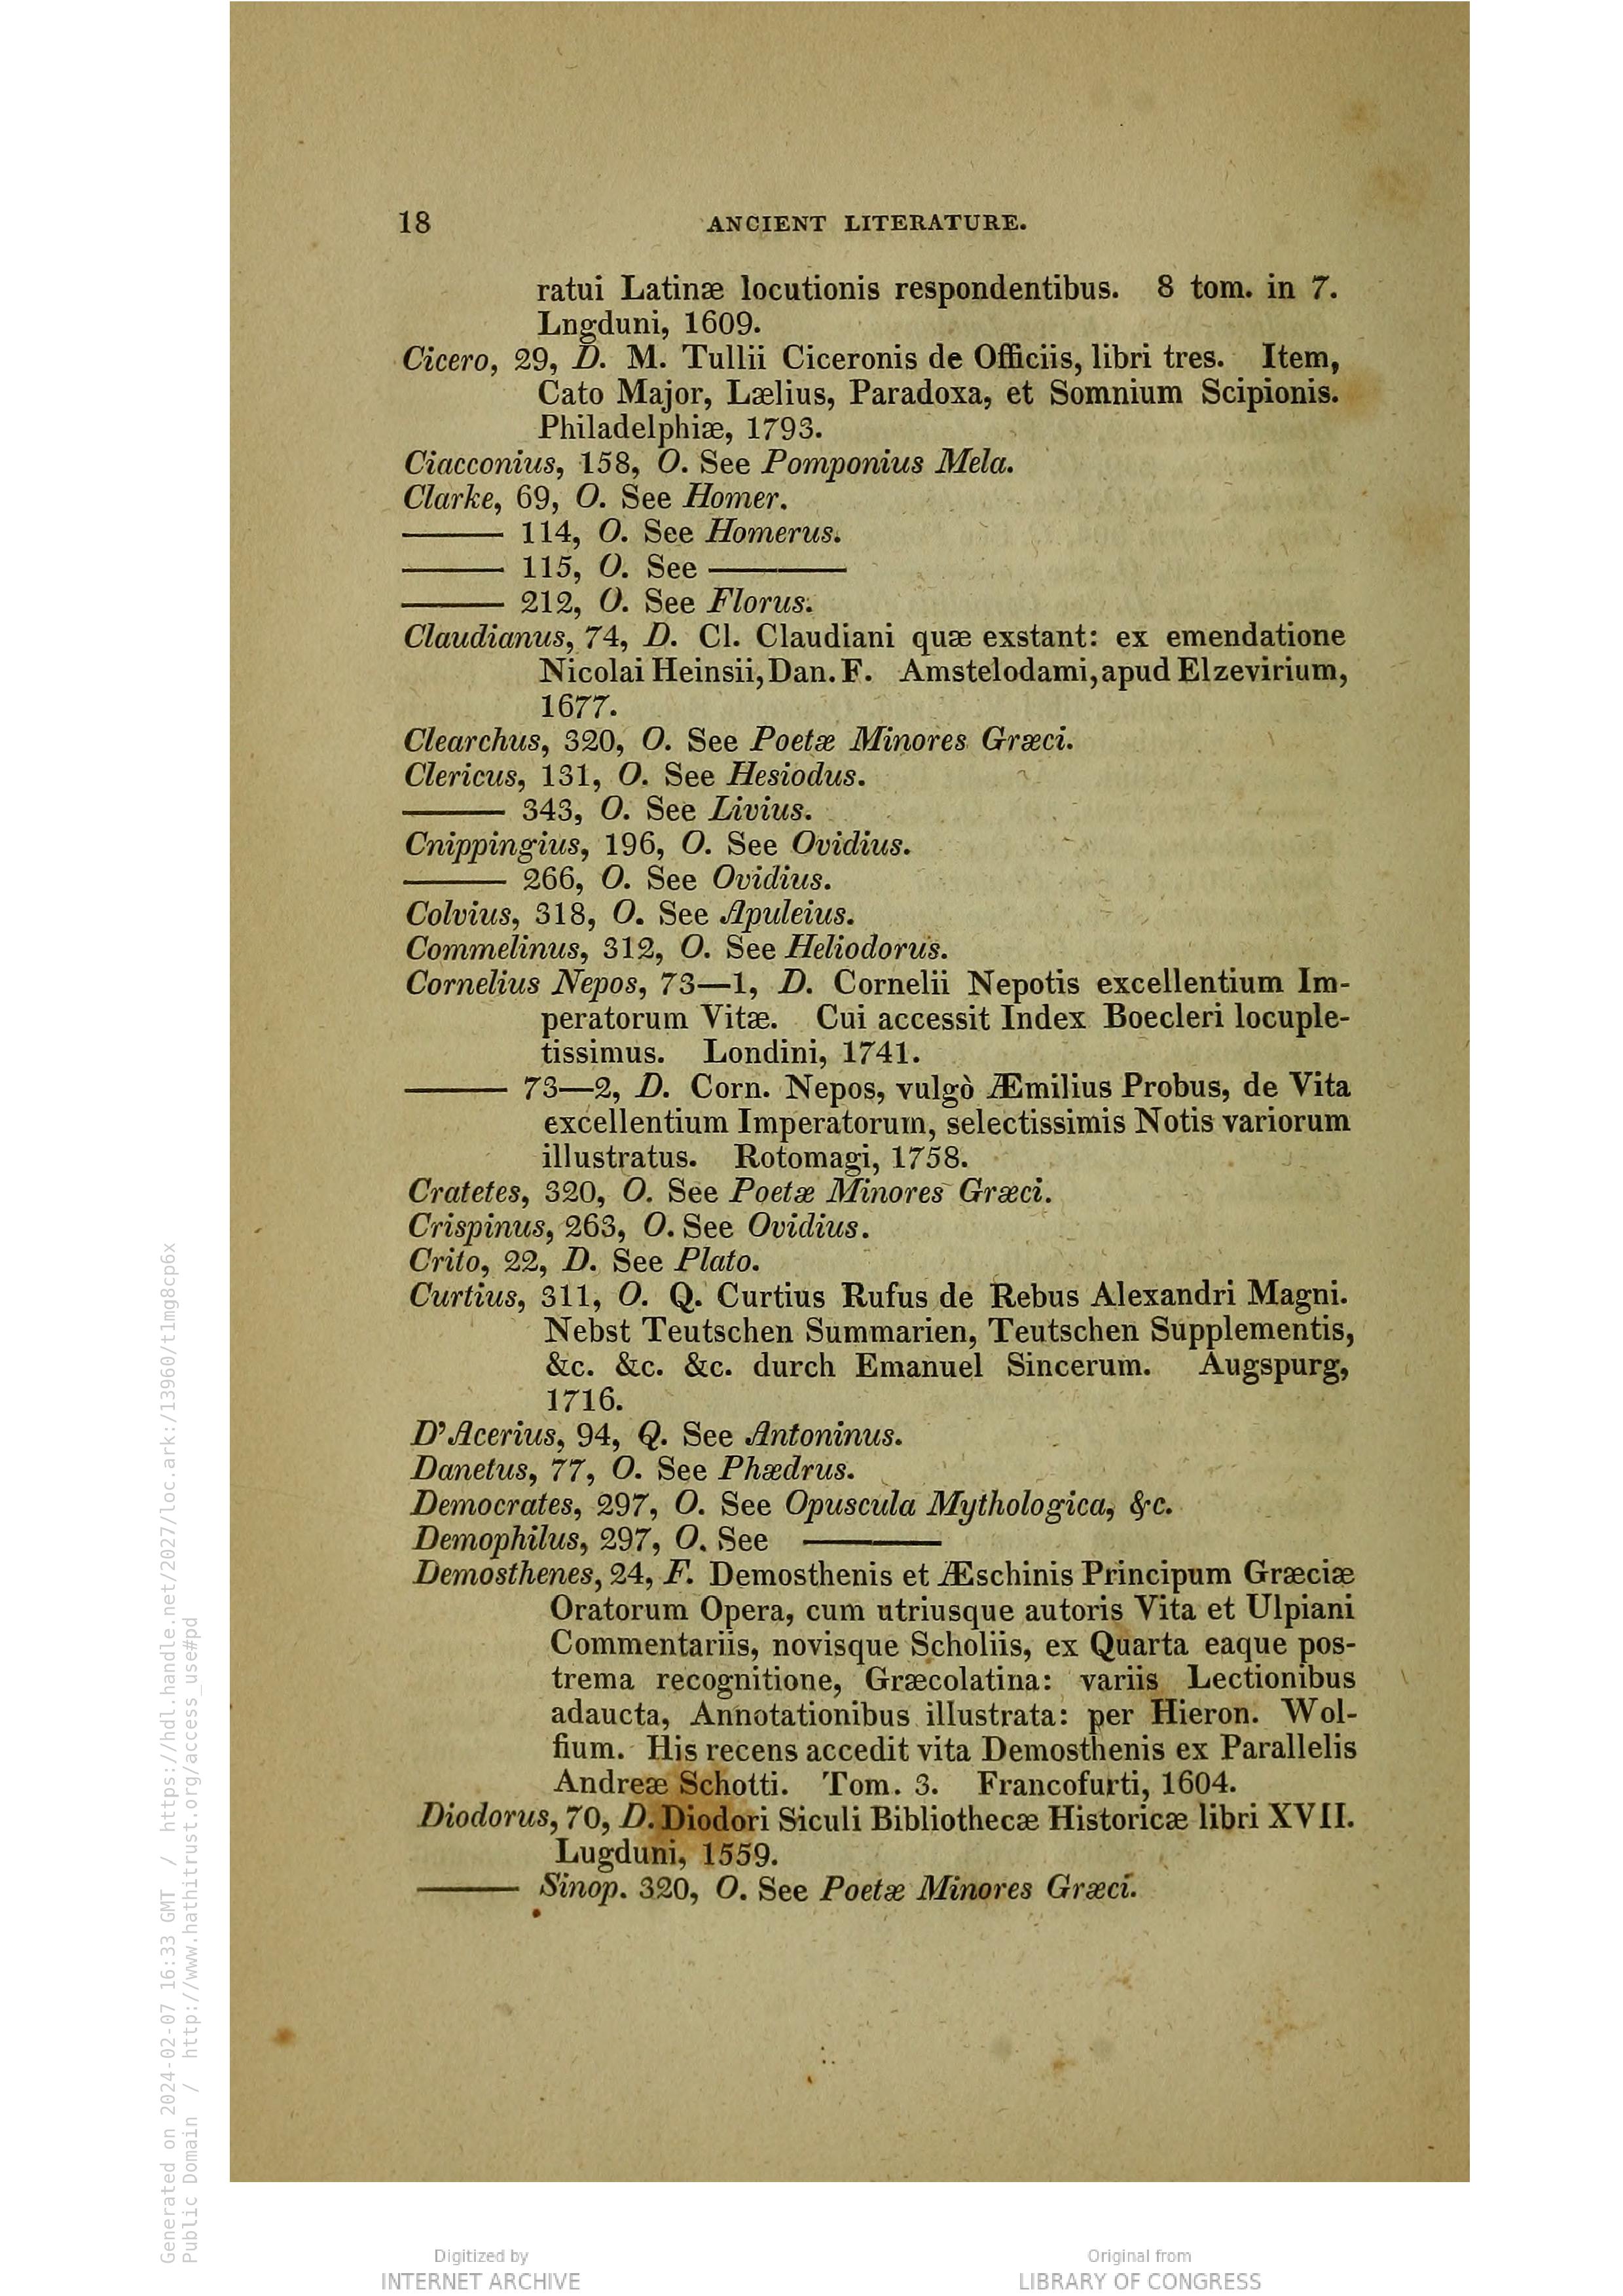 18 ANCIENT LITERATURE.
ratui Latinæ locutionis respondentibus. 8 tom. in 7.
Lngduni, 1609.
Cicero, 29, D. M. Tullii Ciceronis de Officiis, libri tres. Item,
Cato Major, Lælius, Paradoxa, et Somnium Scipionis.
Philadelphiæ, 1793.
Ciacconius, 158, O. See Pomponius Mela.
Clarke, 69, O. See Homer.
——— 114, O. See Homerus.
——— 115, O. See ————
——— 212, O. See Florus.
Claudianus, 74, D. Cl. Claudiani quæ exstant: ex emendatione
Nicolai Heinsii, Dan. F. Amstelodami, apud Elzevirium,
1677.
Clearchus, 320, O. See Poetæ Minores Græci.
Clericus, 131, O. See Hesiodus.
——— 343, O. See Livius.
Cnippingius, 196, O. See Ovidius.
——— 266, O. See Ovidius.
Colvius, 318, O. See Apuleius.
Commelinus, 312, O. See Heliodorus.
Cornelius Nepos, 73—1, D. Cornelii Nepotis excellentium Im-
peratorum Vitæ. Cui accessit Index Boecleri locuple-
tissimus. Londini, 1741.
——— 73—2, D. Corn. Nepos, vulgò Æmilius Probus, de Vita
excellentium Imperatorum, selectissimis Notis variorum
illustratus. Rotomagi, 1758.
Cratetes, 320, O. See Poetæ Minores Græci.
Crispinus, 263, O. See Ovidius.
Crito, 22, D. See Plato.
Curtius, 311, O. Q. Curtius Rufus de Rebus Alexandri Magni.
Nebst Teutschen Summarien, Teutschen Supplementis,
&c. &c. &c. durch Emanuel Sincerum. Augspurg,
1716.
D'Acerius, 94, Q. See Antoninus.
Danetus, 77, O. See Phædrus.
Democrates, 297, O. See Opuscula Mythologica, &c.
Demophilus, 297, O. See ————
Demosthenes, 24, F. Demosthenis et Æschinis Principum Græciæ
Oratorum Opera, cum utriusque autoris Vita et Ulpiani
Commentariis, novisque Scholiis, ex Quarta eaque pos-
trema recognitione, Græcolatina: variis Lectionibus
adaucta, Annotationibus illustrata: per Hieron. Wol-
fium. His recens accedit vita Demosthenis ex Parallelis
Andreæ Schotti. Tom. 3. Francofurti, 1604.
Diodorus, 70, D. Diodori Siculi Bibliothecæ Historicæ libri XVII.
Lugduni, 1559.
——— Sinop. 320, O. See Poetæ Minores Græci.
Generated on 2024-02-07 16:33 GMT / https://hdl.handle.net/2027/loc.ark:/13960/t1mg8cp6x
Public Domain / http://www.hathitrust.org/access_use#pd
Digitized by
INTERNET ARCHIVE
Original from
LIBRARY OF CONGRESS